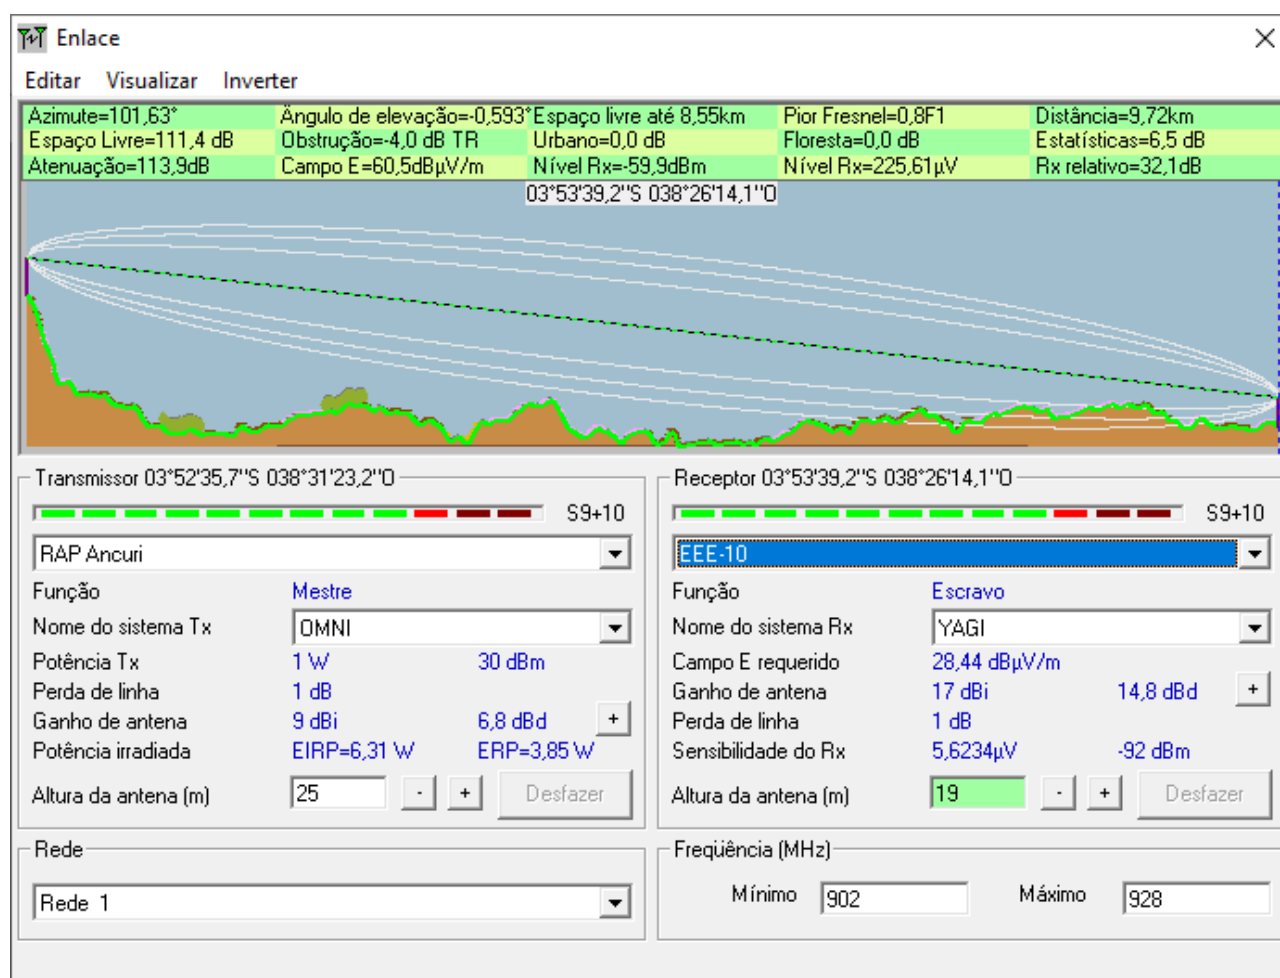 Enlace
Editar Visualizar Inverter
Azimute=101,63° Ângulo de elevação=-0,593° Espaço livre até 8,55km Pior Fresnel=0,8F1 Distância=9,72km
Espaço Livre=111,4 dB Obstrução=-4,0 dB TR Urbano=0,0 dB Floresta=0,0 dB Estatísticas=6,5 dB
Atenuação=113,9dB Campo E=60,5dBµV/m Nível Rx=-59,9dBm Nível Rx=225,61µV Rx relativo=32,1dB
03°53'39,2''S 038°26'14,1''O
Transmissor 03°52'35,7''S 038°31'23,2''O
S9+10
RAP Ancuri
Função Mestre
Nome do sistema Tx OMNI
Potência Tx 1 W 30 dBm
Perda de linha 1 dB
Ganho de antena 9 dBi 6,8 dBd +
Potência irradiada EIRP=6,31 W ERP=3,85 W
Altura da antena (m) 25 - + Desfazer
Receptor 03°53'39,2''S 038°26'14,1''O
S9+10
EEE-10
Função Escravo
Nome do sistema Rx YAGI
Campo E requerido 28,44 dBµV/m
Ganho de antena 17 dBi 14,8 dBd +
Perda de linha 1 dB
Sensibilidade do Rx 5,6234µV -92 dBm
Altura da antena (m) 19 - + Desfazer
Rede
Rede 1
Freqüência (MHz)
Mínimo 902 Máximo 928